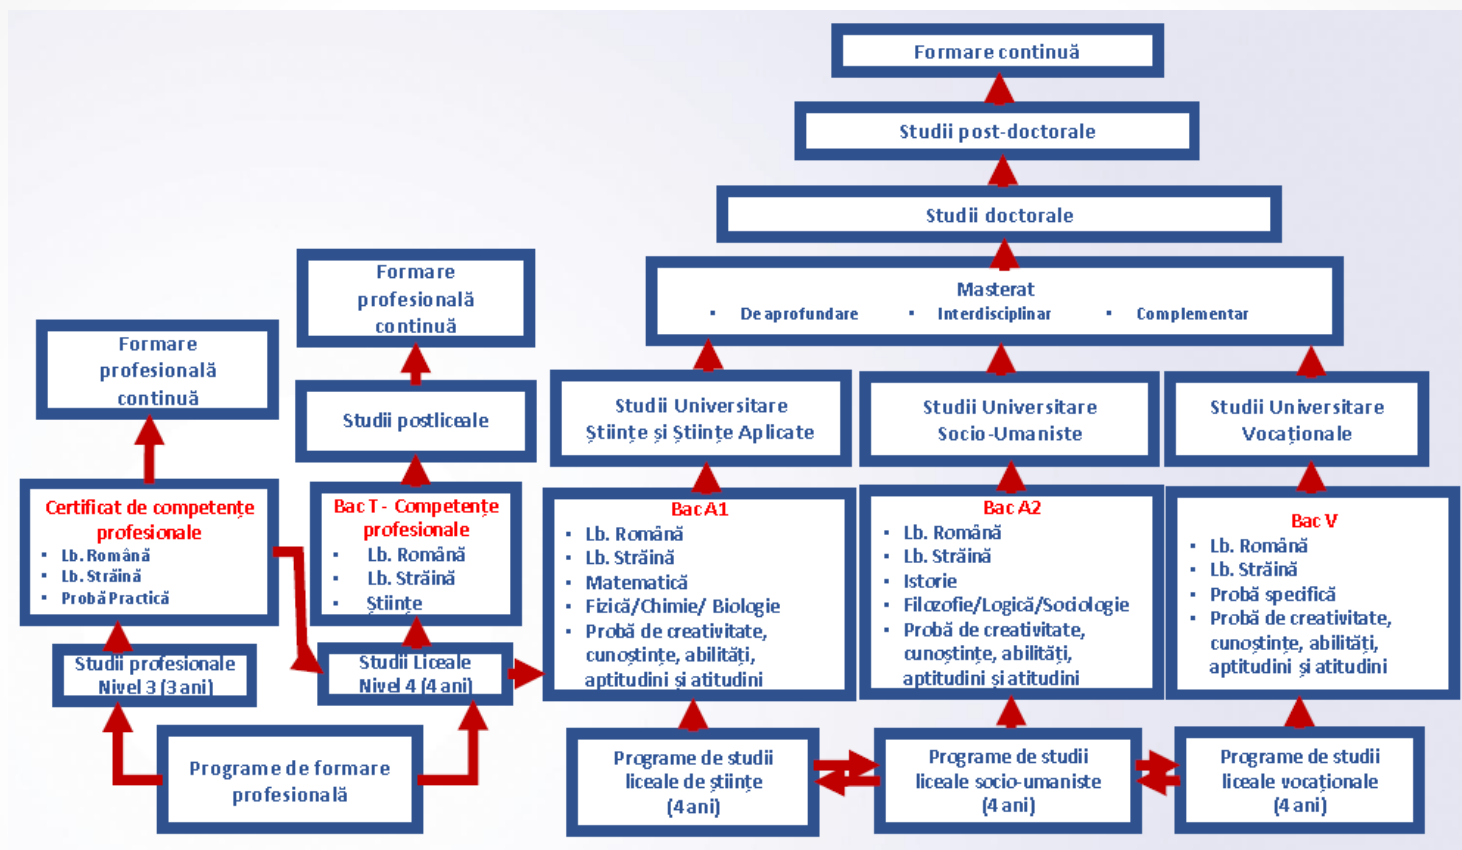 Formare continuă
Studii post-doctorale
Studii doctorale
Masterat
▪ De aprofundare ▪ Interdisciplinar ▪ Complementar
Formare
profesională
continuă
Formare
profesională
continuă
Studii postliceale
Studii Universitare
Științe și Științe Aplicate
Studii Universitare
Socio-Umaniste
Studii Universitare
Vocaționale
Certificat de competențe
profesionale
▪ Lb. Română
▪ Lb. Străină
▪ Probă Practică
Bac T - Competențe
profesionale
▪ Lb. Română
▪ Lb. Străină
▪ Științe
Bac A1
▪ Lb. Română
▪ Lb. Străină
▪ Matematică
▪ Fizică/Chimie/ Biologie
▪ Probă de creativitate,
cunoștințe, abilități,
aptitudini și atitudini
Bac A2
▪ Lb. Română
▪ Lb. Străină
▪ Istorie
▪ Filozofie/Logică/Sociologie
▪ Probă de creativitate,
cunoștințe, abilități,
aptitudini și atitudini
Bac V
▪ Lb. Română
▪ Lb. Străină
▪ Probă specifică
▪ Probă de creativitate,
cunoștințe, abilități,
aptitudini și atitudini
Studii profesionale
Nivel 3 (3 ani)
Studii Liceale
Nivel 4 (4 ani)
Programe de formare
profesională
Programe de studii
liceale de științe
(4 ani)
Programe de studii
liceale socio-umaniste
(4 ani)
Programe de studii
liceale vocaționale
(4 ani)